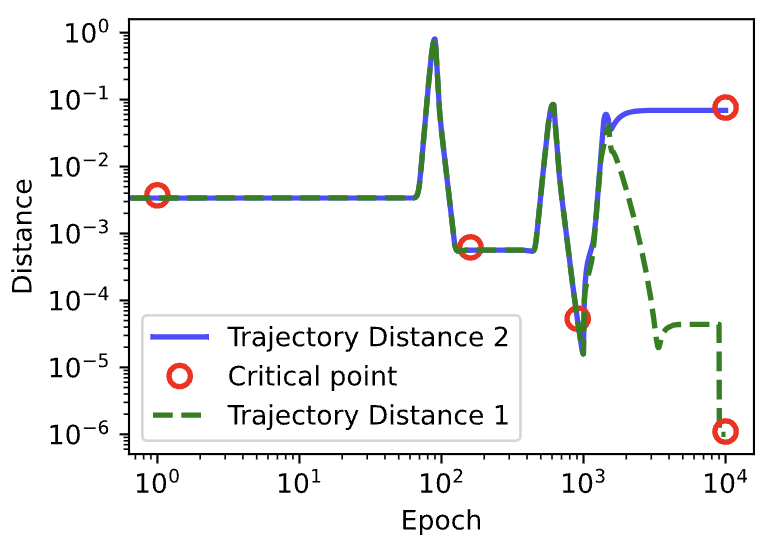 10⁰
10⁻¹
10⁻²
10⁻³
10⁻⁴
10⁻⁵
10⁻⁶
Distance
Trajectory Distance 2
Critical point
Trajectory Distance 1
10⁰ 10¹ 10² 10³ 10⁴
Epoch